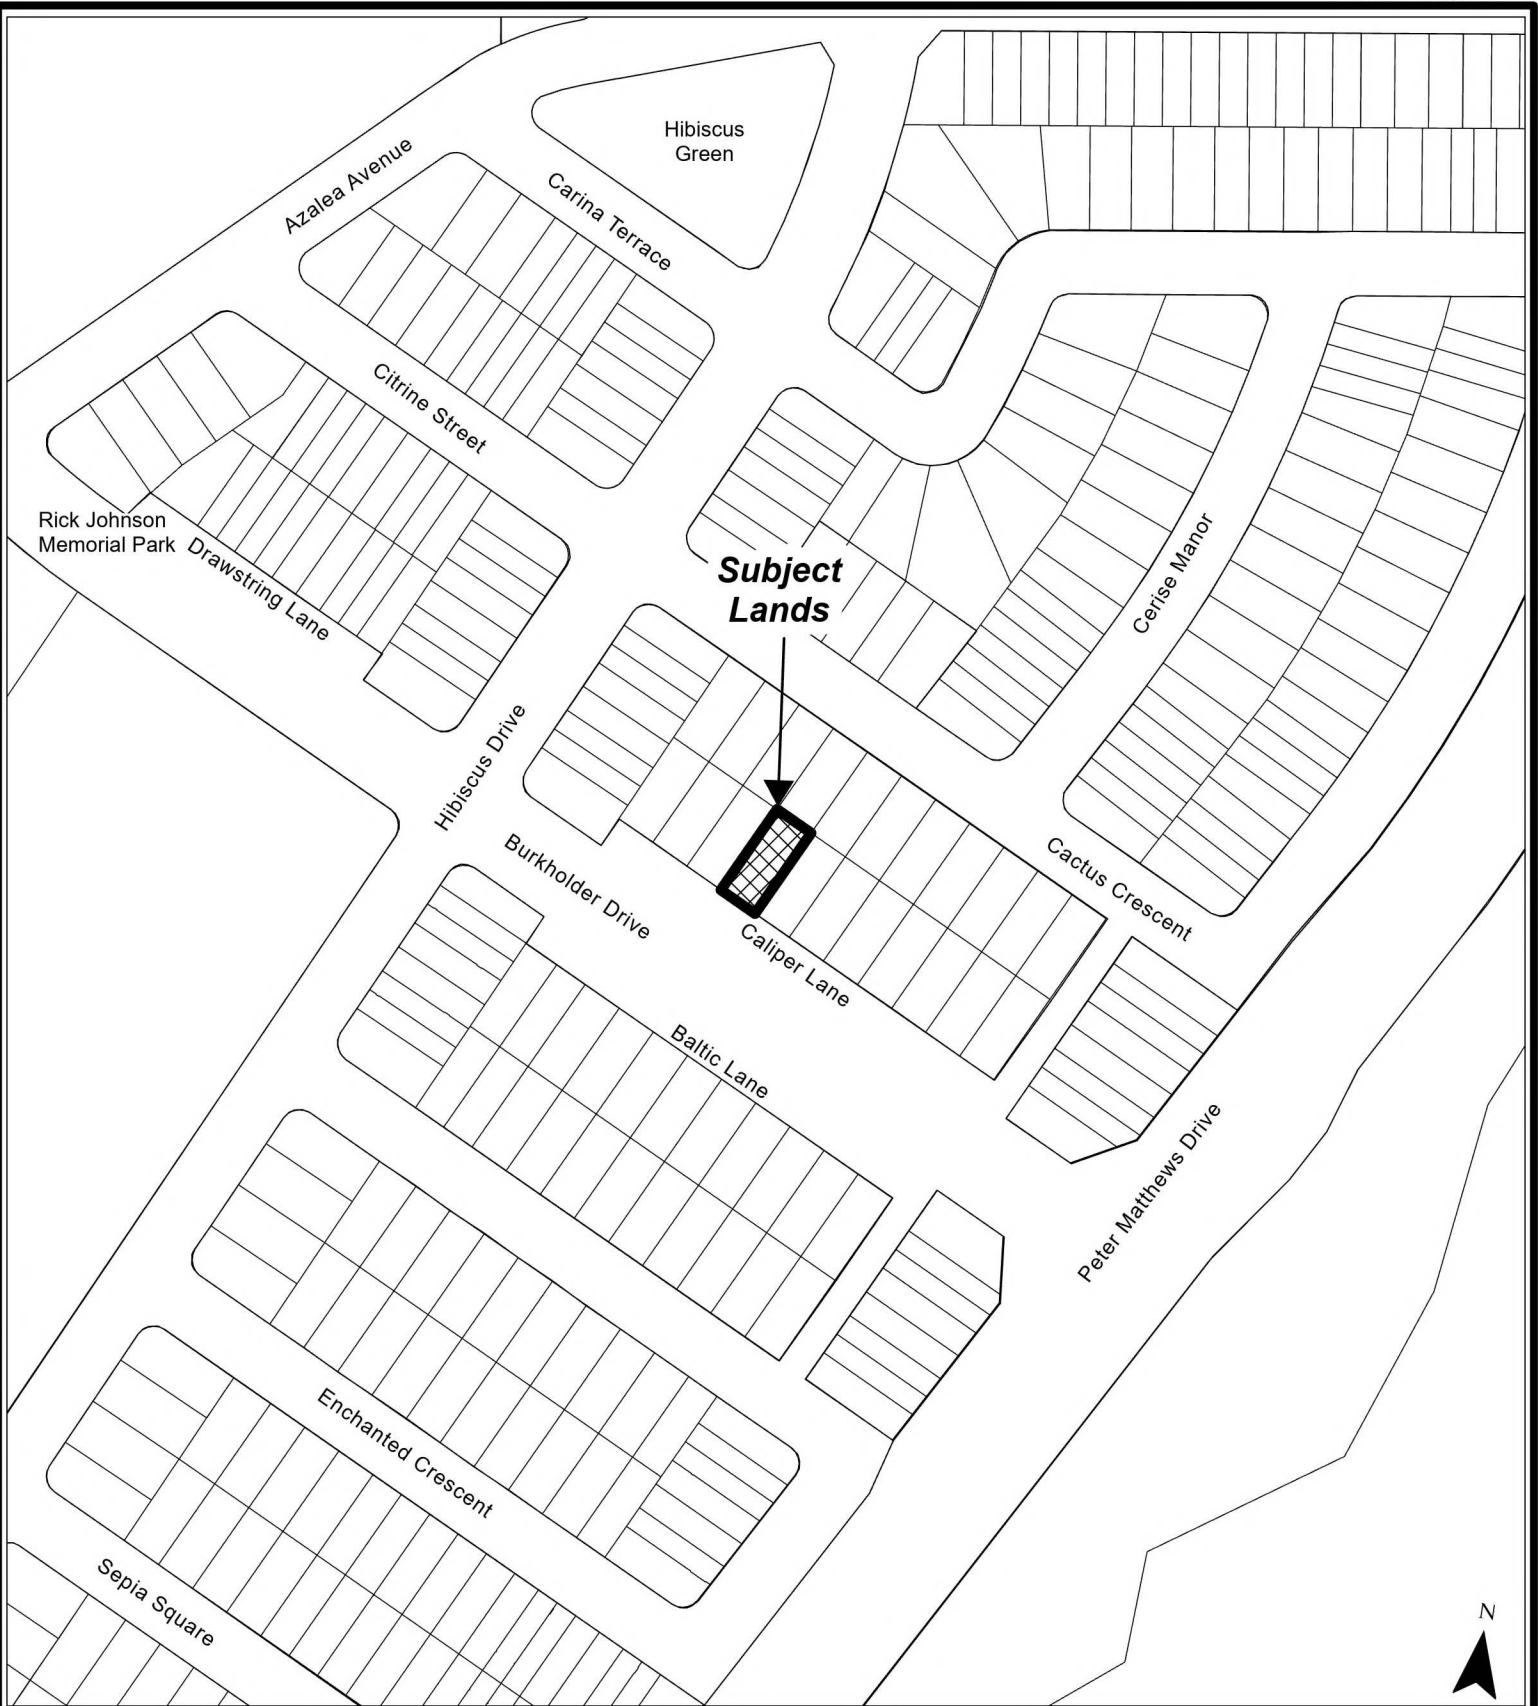 Hibiscus
Green
Azalea Avenue
Carina Terrace
Citrine Street
Rick Johnson
Memorial Park
Drawstring Lane
Subject
Lands
Cerise Manor
Hibiscus Drive
Burkholder Drive
Cactus Crescent
Caliper Lane
Baltic Lane
Peter Matthews Drive
Enchanted Crescent
Sepia Square
N